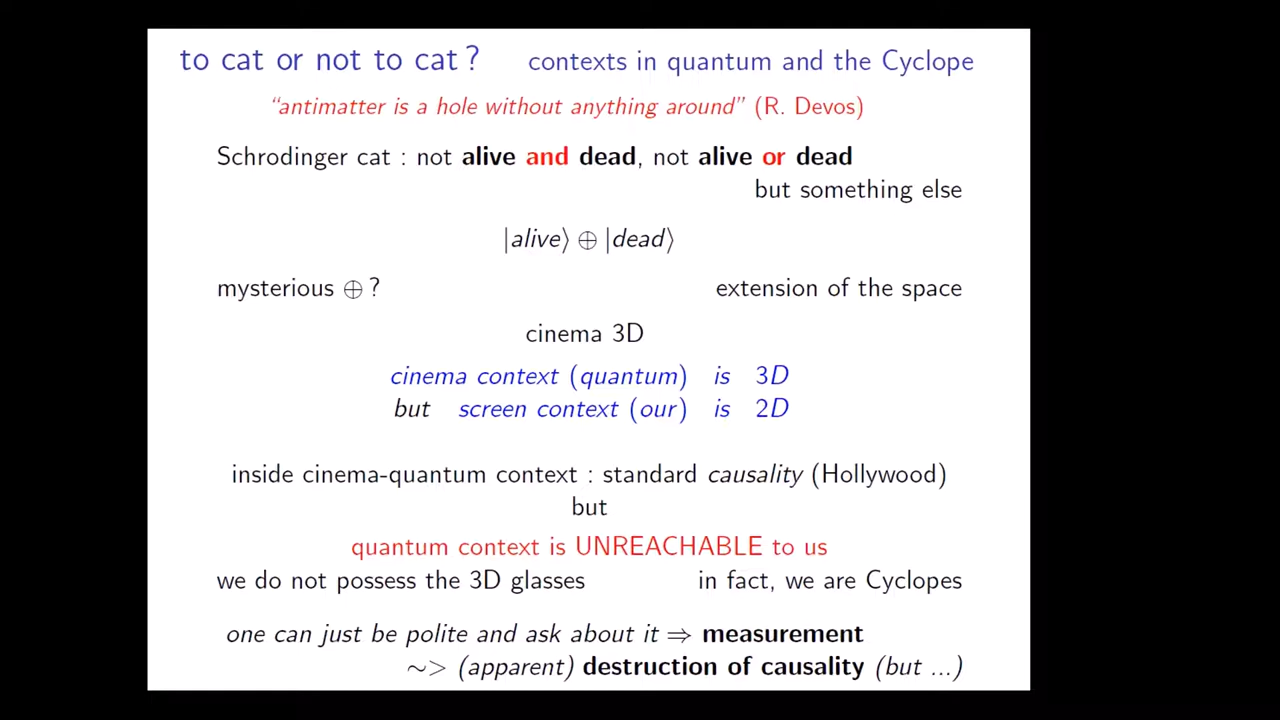 to cat or not to cat ? contexts in quantum and the Cyclope
“antimatter is a hole without anything around” (R. Devos)
Schrodinger cat : not alive and dead, not alive or dead
but something else
|alive⟩ ⊕ |dead⟩
mysterious ⊕ ? extension of the space
cinema 3D
cinema context (quantum) is 3D
but screen context (our) is 2D
inside cinema-quantum context : standard causality (Hollywood)
but
quantum context is UNREACHABLE to us
we do not possess the 3D glasses in fact, we are Cyclopes
one can just be polite and ask about it ⇒ measurement
∼> (apparent) destruction of causality (but ...)